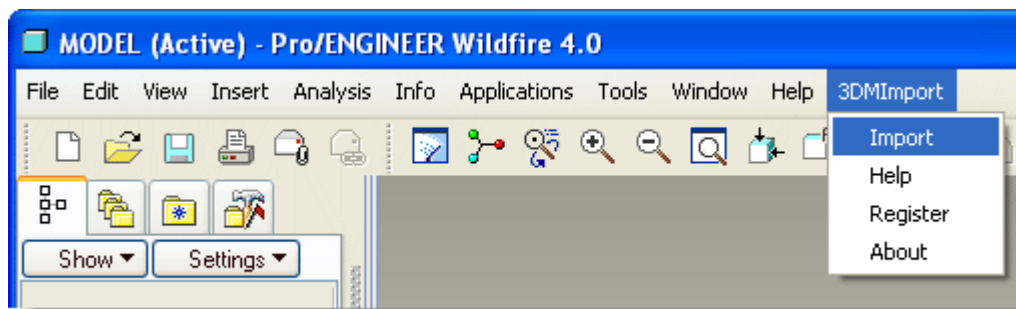 MODEL (Active) - Pro/ENGINEER Wildfire 4.0
File Edit View Insert Analysis Info Applications Tools Window Help 3DMImport
Import
Help
Register
About
Show Settings